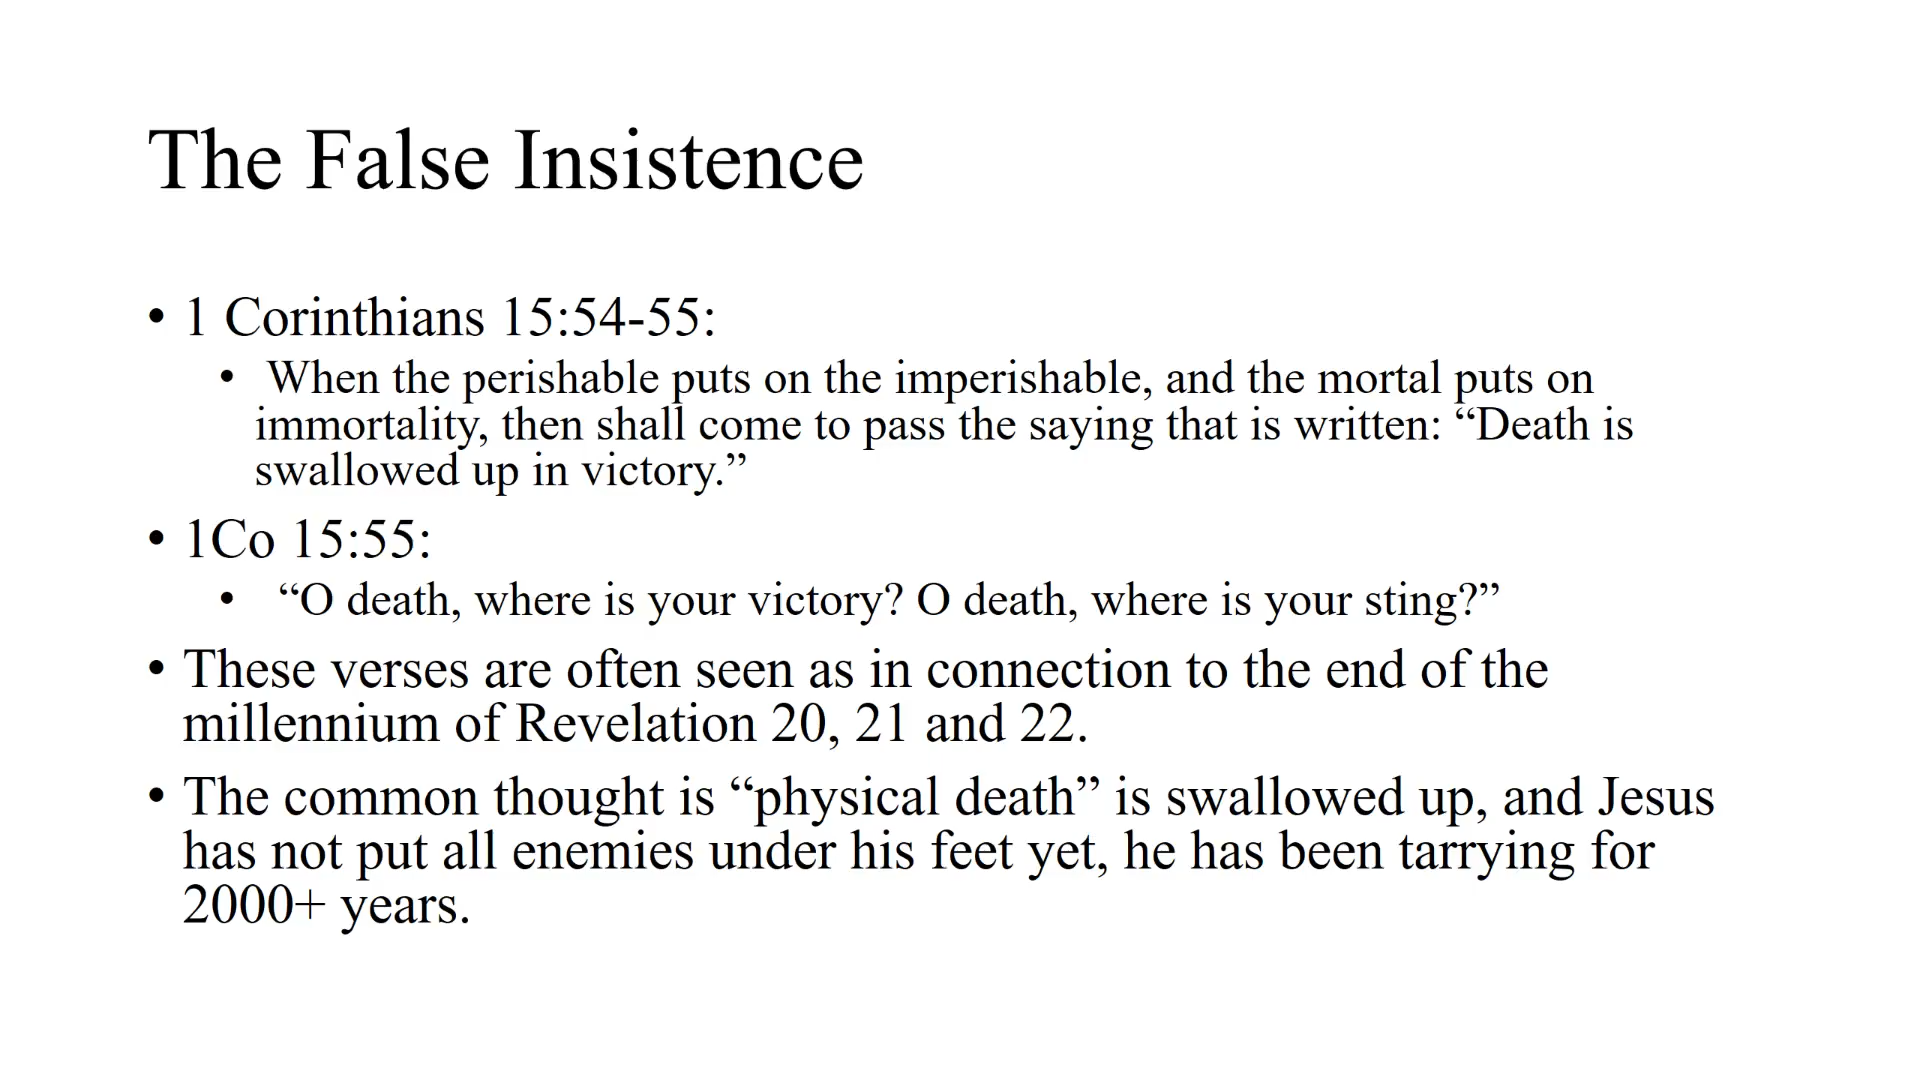 The False Insistence
• 1 Corinthians 15:54-55:
• When the perishable puts on the imperishable, and the mortal puts on
immortality, then shall come to pass the saying that is written: “Death is
swallowed up in victory.”
• 1Co 15:55:
• “O death, where is your victory? O death, where is your sting?”
• These verses are often seen as in connection to the end of the
millennium of Revelation 20, 21 and 22.
• The common thought is “physical death” is swallowed up, and Jesus
has not put all enemies under his feet yet, he has been tarrying for
2000+ years.